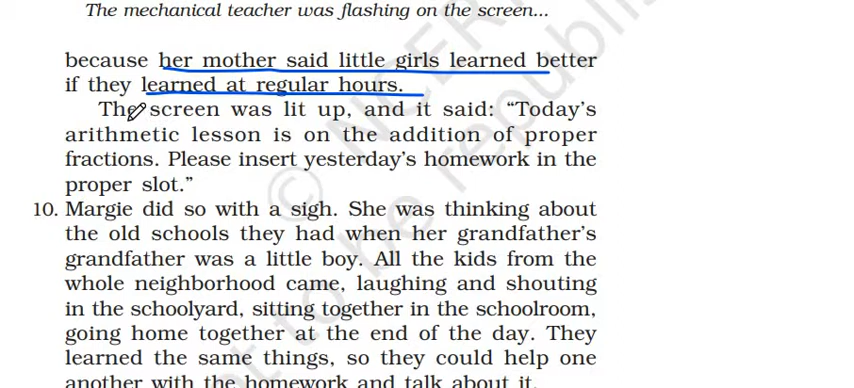 The mechanical teacher was flashing on the screen...
because her mother said little girls learned better
if they learned at regular hours.
The screen was lit up, and it said: “Today’s
arithmetic lesson is on the addition of proper
fractions. Please insert yesterday’s homework in the
proper slot.”
10. Margie did so with a sigh. She was thinking about
the old schools they had when her grandfather’s
grandfather was a little boy. All the kids from the
whole neighborhood came, laughing and shouting
in the schoolyard, sitting together in the schoolroom,
going home together at the end of the day. They
learned the same things, so they could help one
another with the homework and talk about it.
© NCERT
not to be republis